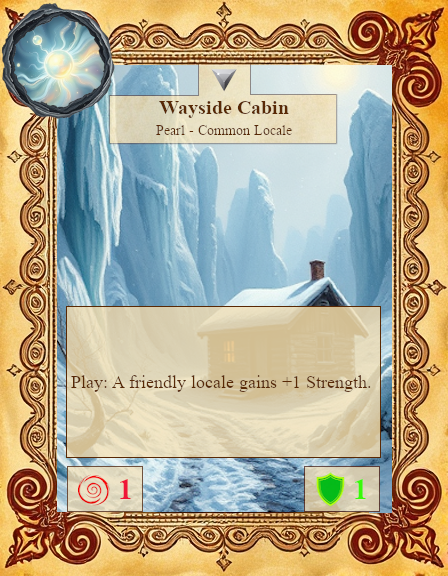 Wayside Cabin
Pearl - Common Locale
Play: A friendly locale gains +1 Strength.
1
1